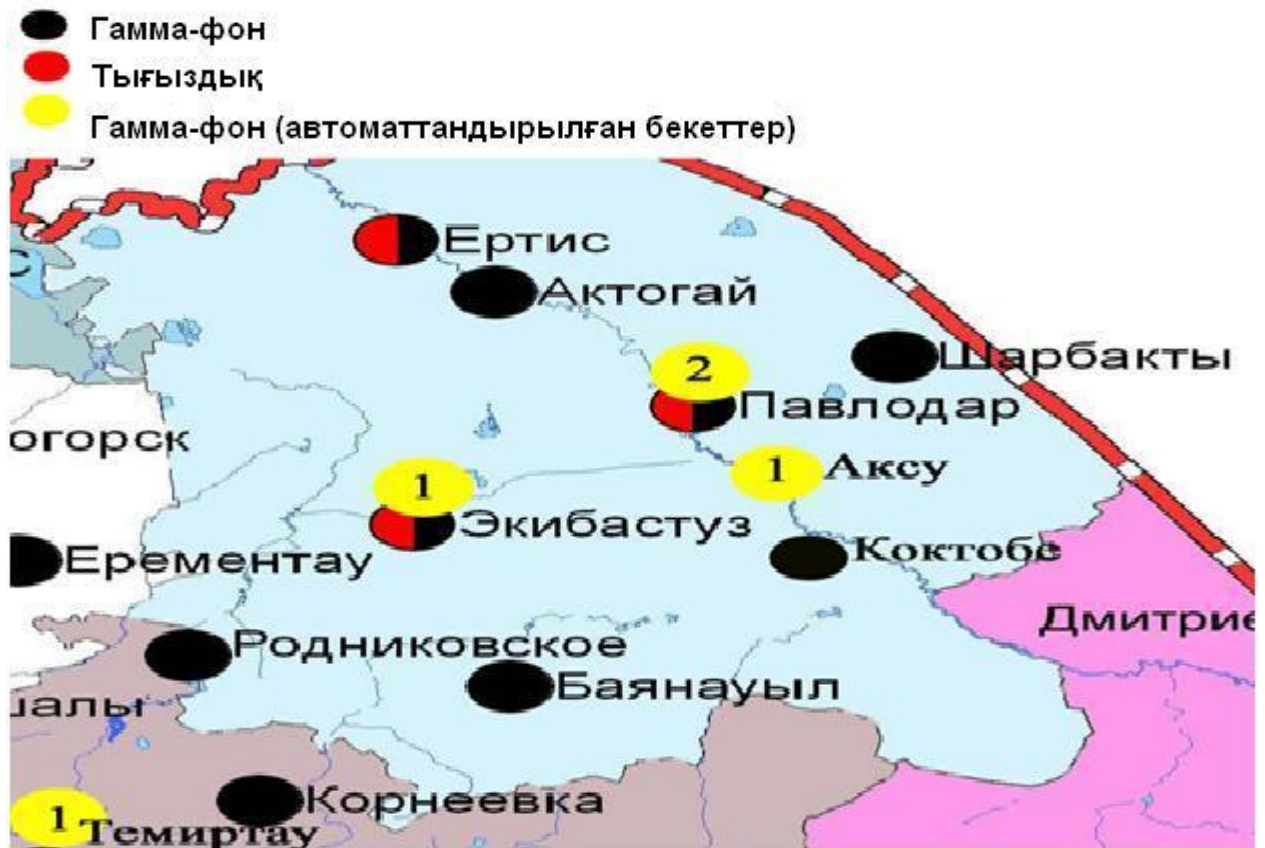 Гамма-фон
Тығыздық
Гамма-фон (автоматтандырылған бекеттер)
Ертис
с
Актогай
Шарбакты
2
Павлодар
огорск
1 Аксу
1
Экибастуз
Коктобе
Ерементау
Дмитрие
Родниковское
Баянауыл
шалы
Корнеевка
1 Темиртау